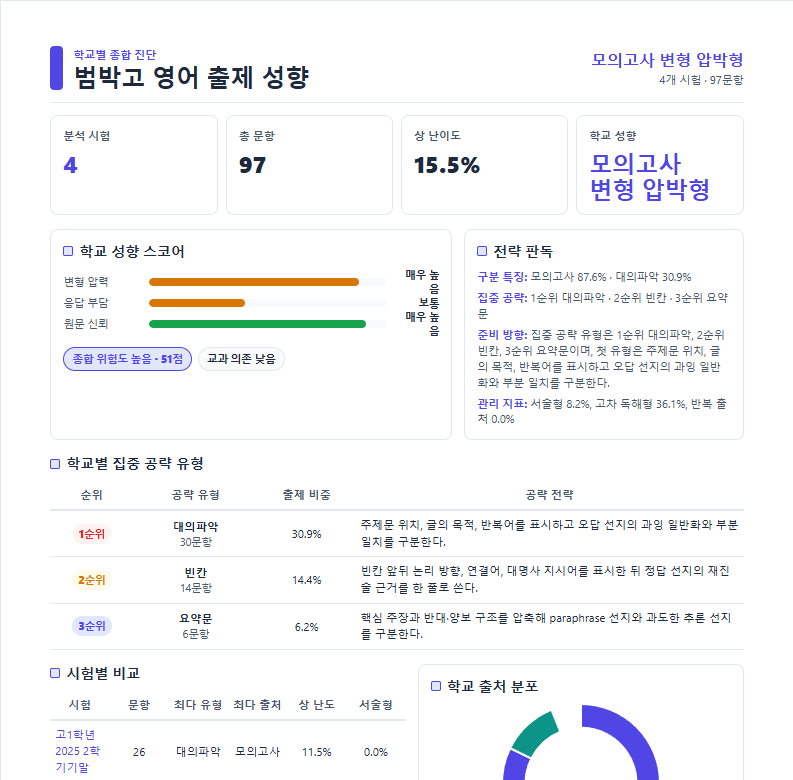 학교별 종합 진단
범박고 영어 출제 성향
모의고사 변형 압박형
4개 시험 · 97문항
분석 시험
4
총 문항
97
상 난이도
15.5%
학교 성향
모의고사
변형 압박형
학교 성향 스코어
변형 압력
매우 높
음
응답 부담
보통
원문 신뢰
매우 높
음
종합 위험도 높음 · 51점
교과 의존 낮음
전략 판독
구분 특징: 모의고사 87.6% · 대의파악 30.9%
집중 공략: 1순위 대의파악 · 2순위 빈칸 · 3순위 요약
문
준비 방향: 집중 공략 유형은 1순위 대의파악, 2순위
빈칸, 3순위 요약문이며, 첫 유형은 주제문 위치, 글
의 목적, 반복어를 표시하고 오답 선지의 과잉 일반
화와 부분 일치를 구분한다.
관리 지표: 서술형 8.2%, 고차 독해형 36.1%, 반복 출
처 0.0%
학교별 집중 공략 유형
순위 공략 유형 출제 비중 공략 전략
1순위
대의파악
30문항
30.9%
주제문 위치, 글의 목적, 반복어를 표시하고 오답 선지의 과잉 일반화와 부분
일치를 구분한다.
2순위
빈칸
14문항
14.4%
빈칸 앞뒤 논리 방향, 연결어, 대명사 지시어를 표시한 뒤 정답 선지의 재진
술 근거를 한 줄로 쓴다.
3순위
요약문
6문항
6.2%
핵심 주장과 반대·양보 구조를 압축해 paraphrase 선지와 과도한 추론 선지
를 구분한다.
시험별 비교
시험 문항 최다 유형 최다 출처 상 난도 서술형
고1학년
2025 2학
기기말
26 대의파악 모의고사 11.5% 0.0%
학교 출처 분포